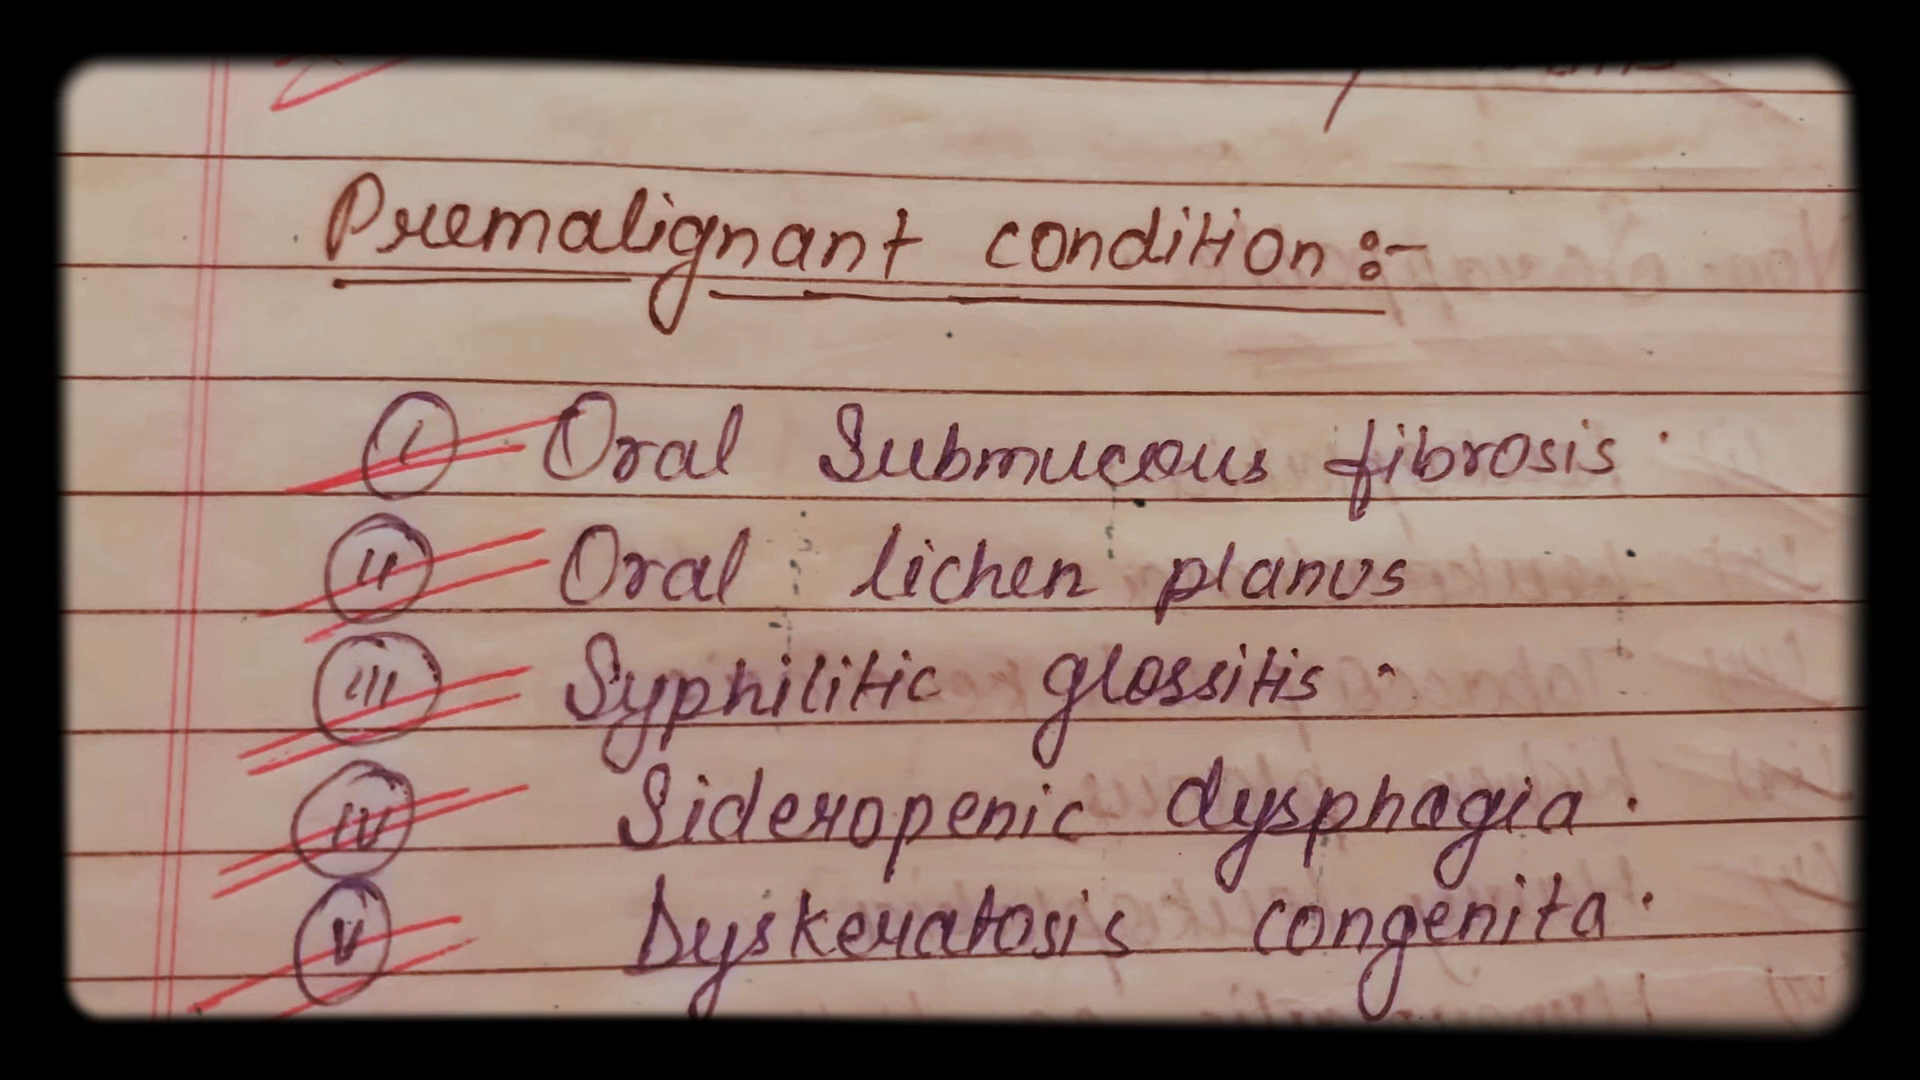 Premalignant condition :-
(i) Oral Submucous fibrosis.
(ii) Oral lichen planus
(iii) Syphilitic glossitis.
(iv) Sideropenic dysphagia.
(v) Dyskeratosis congenita.